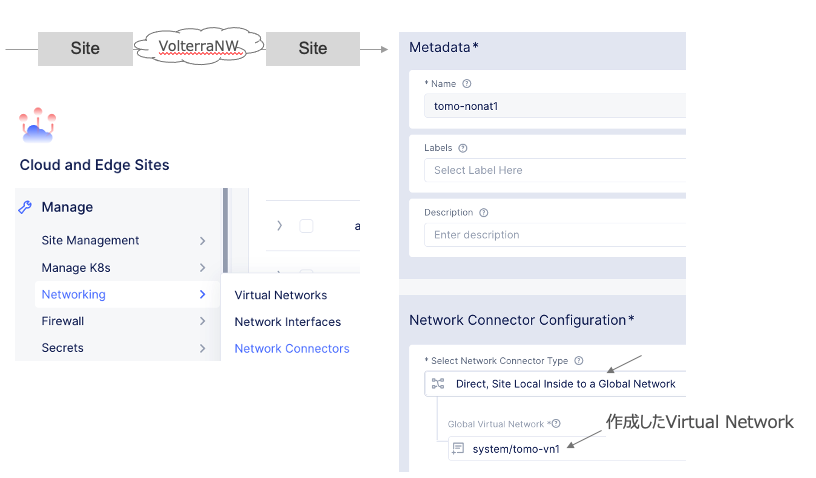 Site
VolterraNW
Site
Cloud and Edge Sites
Manage
Site Management
Manage K8s
Networking
Firewall
Secrets
a
Virtual Networks
Network Interfaces
Network Connectors
Metadata*
* Name
tomo-nonat1
Labels
Select Label Here
Description
Enter description
Network Connector Configuration*
* Select Network Connector Type
Direct, Site Local Inside to a Global Network
Global Virtual Network *
system/tomo-vn1
作成したVirtual Network